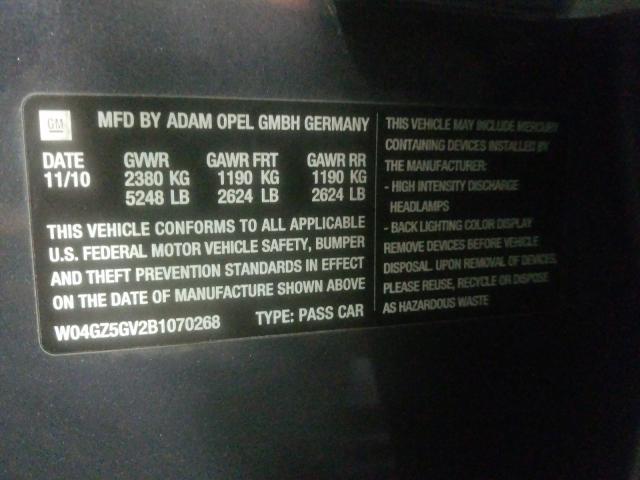 GM
MFD BY ADAM OPEL GMBH GERMANY
DATE GVWR GAWR FRT GAWR RR
11/10 2380 KG 1190 KG 1190 KG
5248 LB 2624 LB 2624 LB
THIS VEHICLE CONFORMS TO ALL APPLICABLE
U.S. FEDERAL MOTOR VEHICLE SAFETY, BUMPER
AND THEFT PREVENTION STANDARDS IN EFFECT
ON THE DATE OF MANUFACTURE SHOWN ABOVE
W04GZ5GV2B1070268 TYPE: PASS CAR
THIS VEHICLE MAY INCLUDE MERCURY
CONTAINING DEVICES INSTALLED BY
THE MANUFACTURER:
- HIGH INTENSITY DISCHARGE
HEADLAMPS
- BACK LIGHTING COLOR DISPLAY
REMOVE DEVICES BEFORE VEHICLE
DISPOSAL. UPON REMOVAL OF DEVICES,
PLEASE REUSE, RECYCLE OR DISPOSE
AS HAZARDOUS WASTE